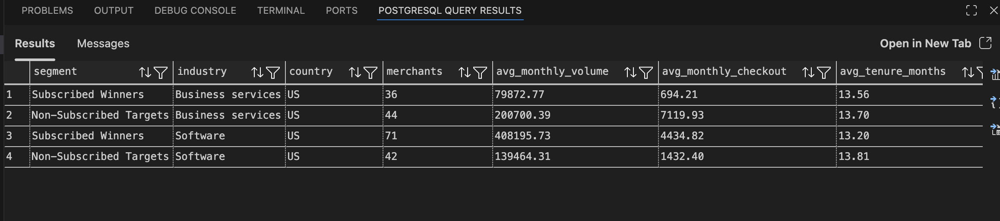 PROBLEMS OUTPUT DEBUG CONSOLE TERMINAL PORTS POSTGRESQL QUERY RESULTS
Results Messages Open in New Tab
segment industry country merchants avg_monthly_volume avg_monthly_checkout avg_tenure_months
1 Subscribed Winners Business services US 36 79872.77 694.21 13.56
2 Non-Subscribed Targets Business services US 44 200700.39 7119.93 13.70
3 Subscribed Winners Software US 71 408195.73 4434.82 13.20
4 Non-Subscribed Targets Software US 42 139464.31 1432.40 13.81